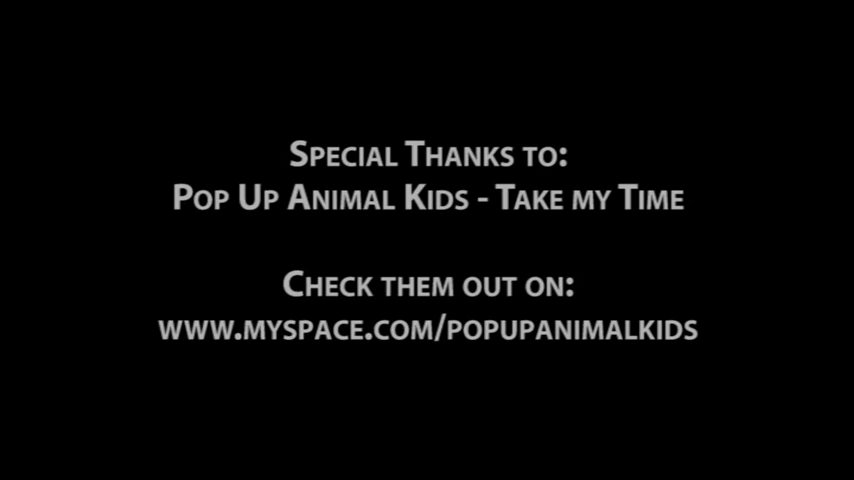 Special Thanks to:
Pop Up Animal Kids - Take my Time
Check them out on:
www.myspace.com/popupanimalkids